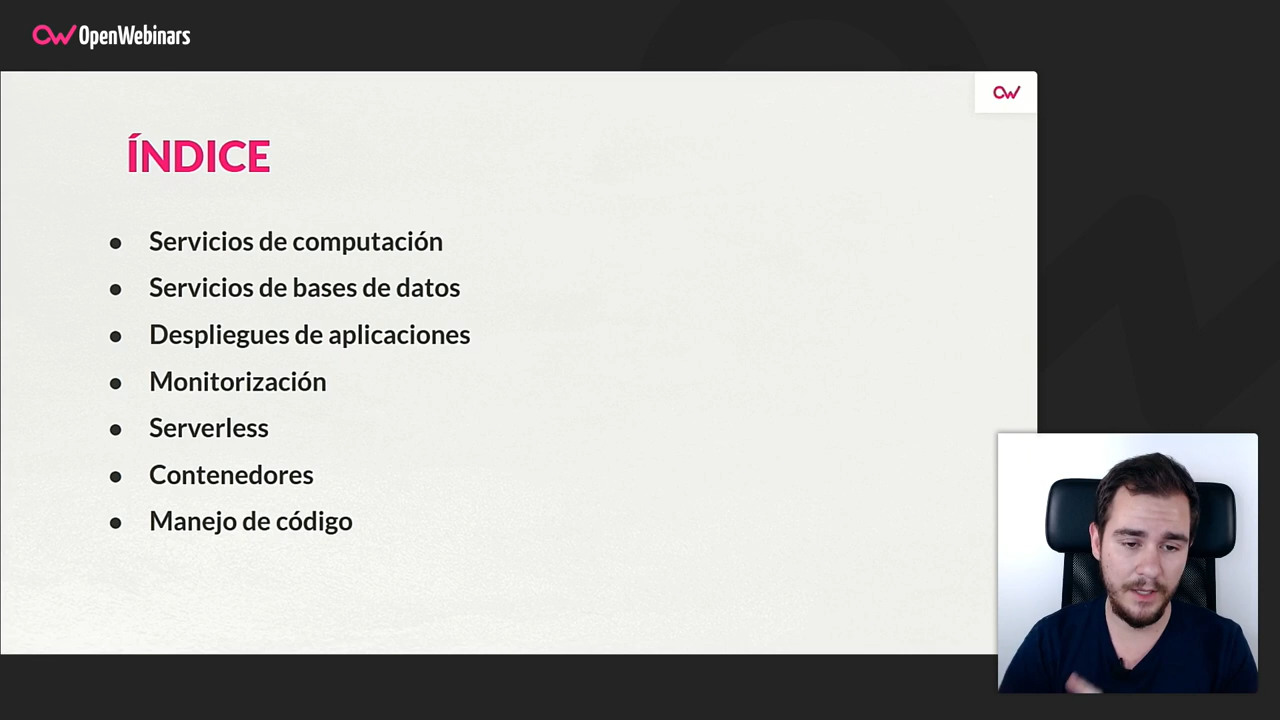 OpenWebinars
ÍNDICE
● Servicios de computación
● Servicios de bases de datos
● Despliegues de aplicaciones
● Monitorización
● Serverless
● Contenedores
● Manejo de código